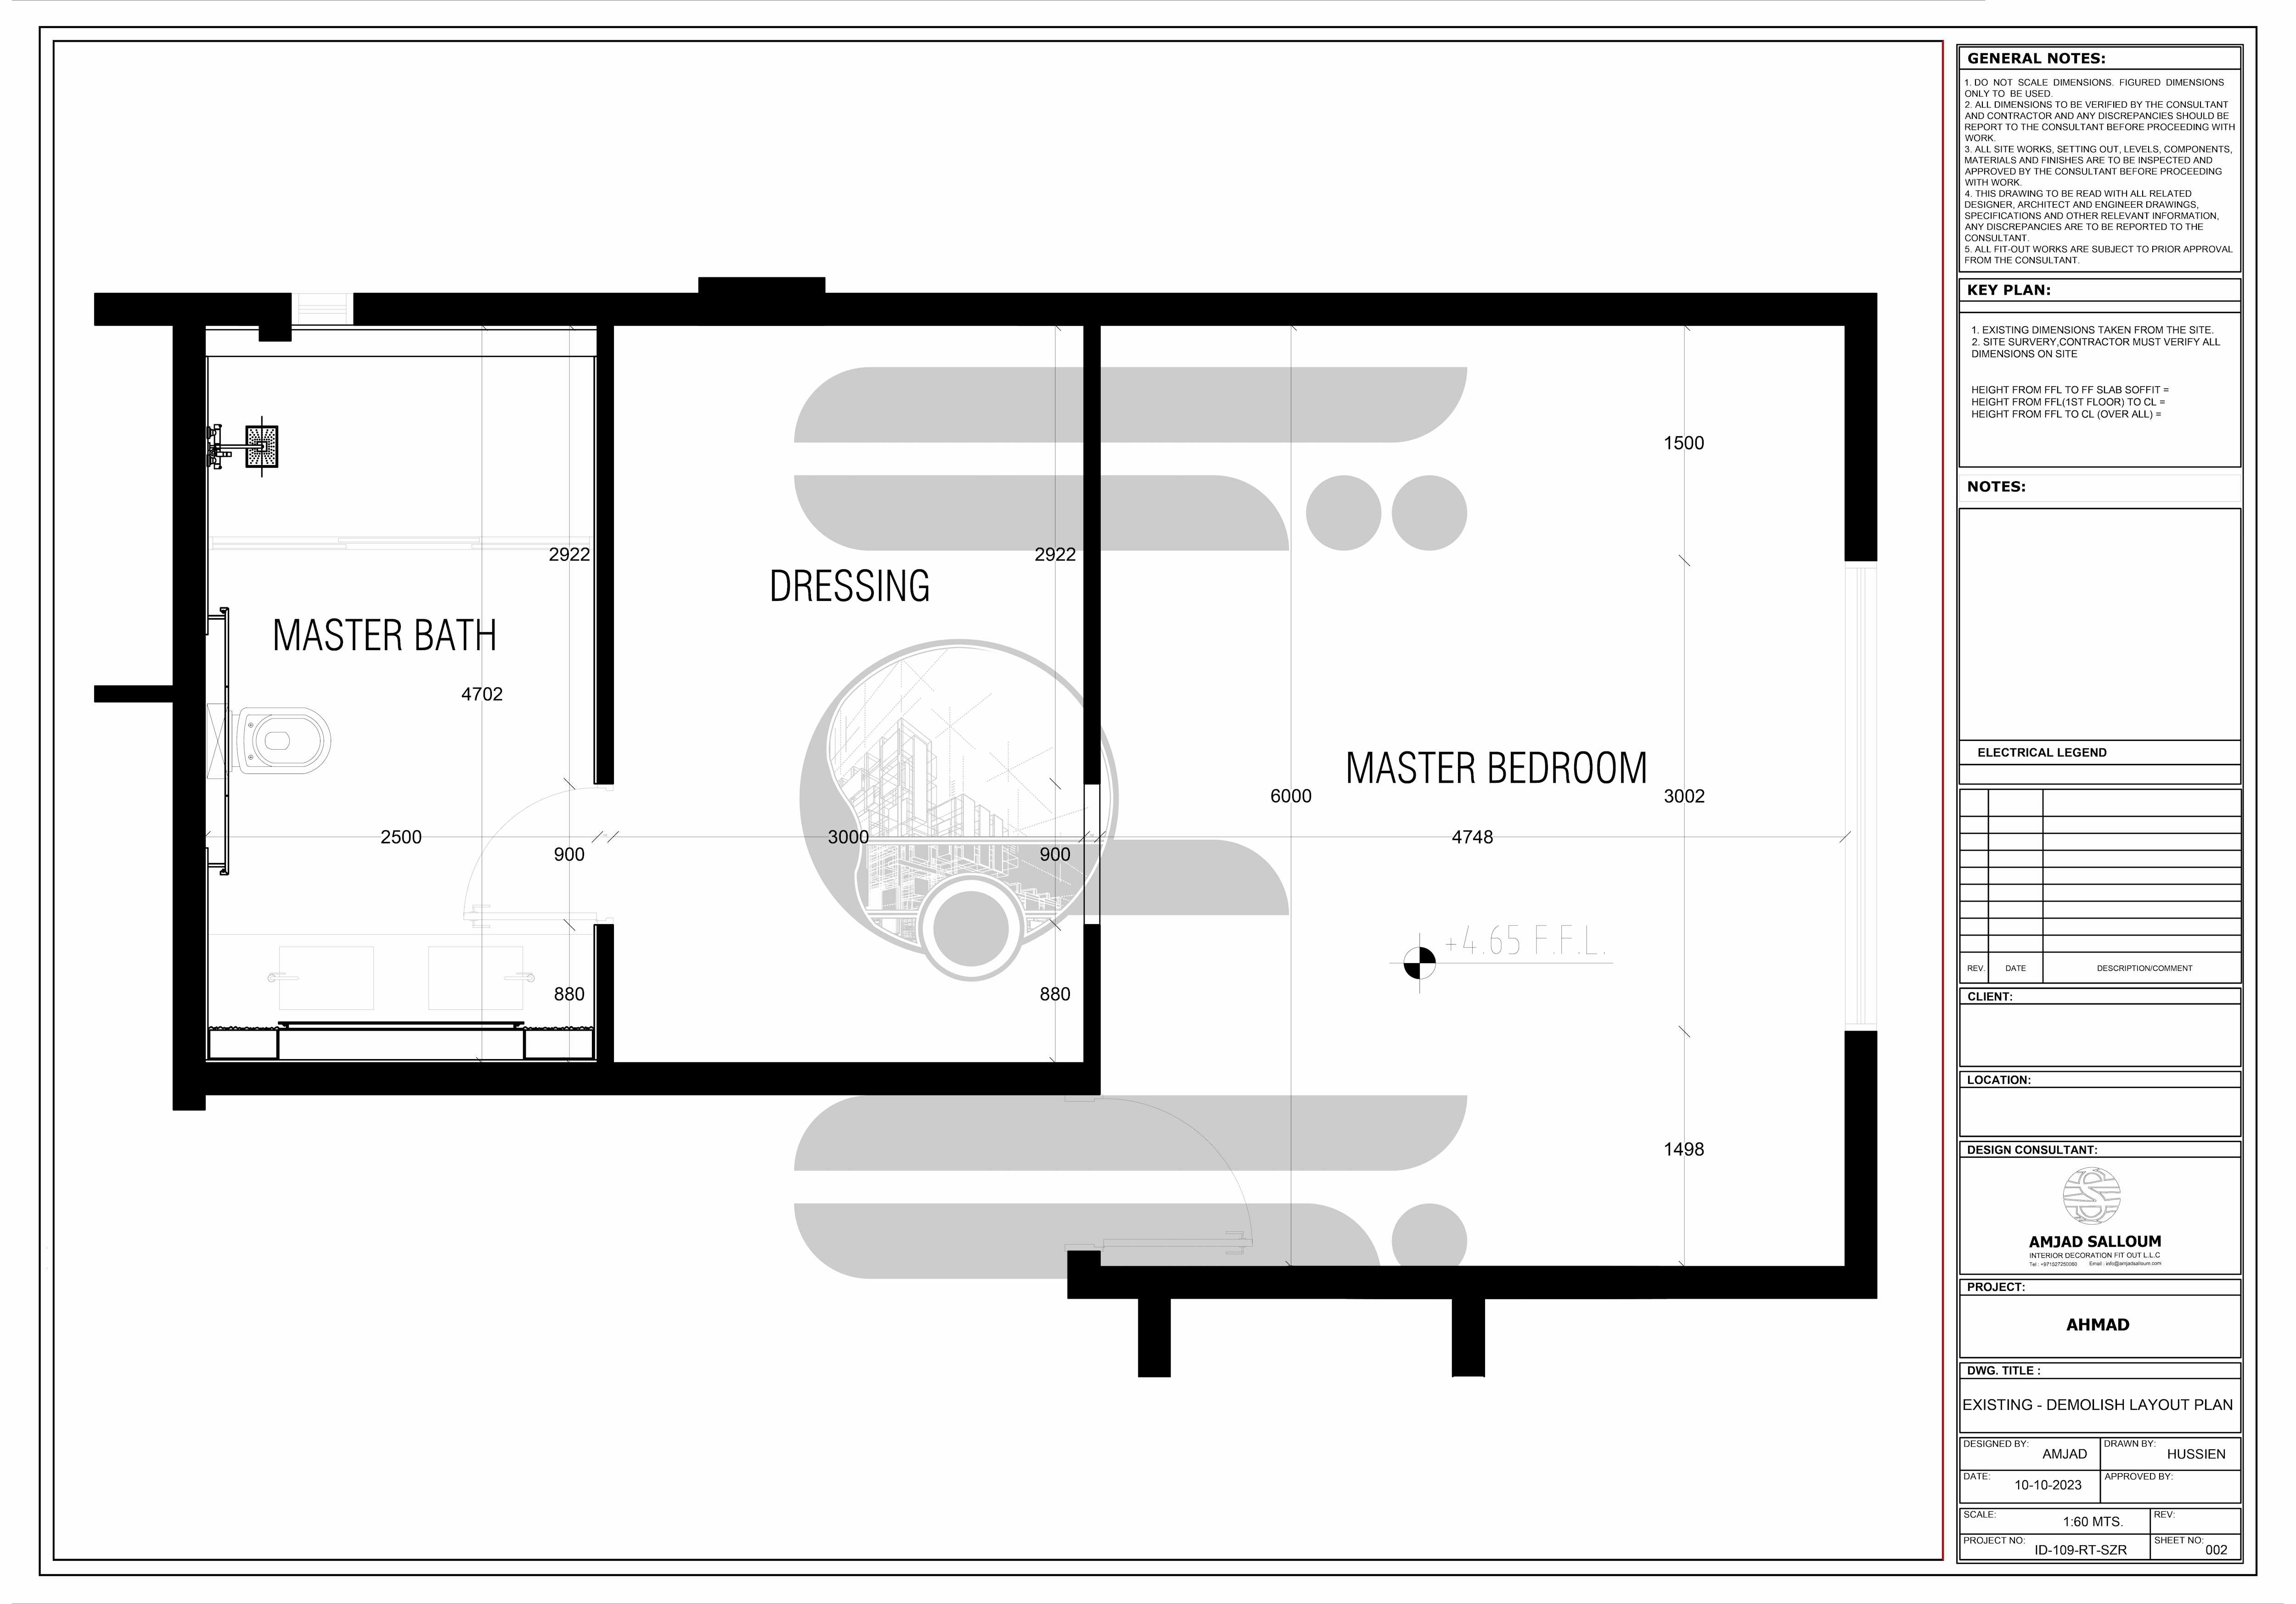 GENERAL NOTES:
1. DO NOT SCALE DIMENSIONS. FIGURED DIMENSIONS
ONLY TO BE USED.
2. ALL DIMENSIONS TO BE VERIFIED BY THE CONSULTANT
AND CONTRACTOR AND ANY DISCREPANCIES SHOULD BE
REPORT TO THE CONSULTANT BEFORE PROCEEDING WITH
WORK.
3. ALL SITE WORKS, SETTING OUT, LEVELS, COMPONENTS,
MATERIALS AND FINISHES ARE TO BE INSPECTED AND
APPROVED BY THE CONSULTANT BEFORE PROCEEDING
WITH WORK.
4. THIS DRAWING TO BE READ WITH ALL RELATED
DESIGNER, ARCHITECT AND ENGINEER DRAWINGS,
SPECIFICATIONS AND OTHER RELEVANT INFORMATION,
ANY DISCREPANCIES ARE TO BE REPORTED TO THE
CONSULTANT.
5. ALL FIT-OUT WORKS ARE SUBJECT TO PRIOR APPROVAL
FROM THE CONSULTANT.
KEY PLAN:
1. EXISTING DIMENSIONS TAKEN FROM THE SITE.
2. SITE SURVERY,CONTRACTOR MUST VERIFY ALL
DIMENSIONS ON SITE
HEIGHT FROM FFL TO FF SLAB SOFFIT =
HEIGHT FROM FFL(1ST FLOOR) TO CL =
HEIGHT FROM FFL TO CL (OVER ALL) =
NOTES:
1500
2922
2922
DRESSING
MASTER BATH
4702
MASTER BEDROOM
6000
3002
2500
3000
4748
900
900
+4.65 F.F.L.
880
880
1498
ELECTRICAL LEGEND
REV. DATE DESCRIPTION/COMMENT
CLIENT:
LOCATION:
DESIGN CONSULTANT:
AMJAD SALLOUM
INTERIOR DECORATION FIT OUT L.L.C
Tel : +971527250060 Email : info@amjadsalloum.com
PROJECT:
AHMAD
DWG. TITLE :
EXISTING - DEMOLISH LAYOUT PLAN
DESIGNED BY: AMJAD
DRAWN BY: HUSSIEN
DATE: 10-10-2023
APPROVED BY:
SCALE: 1:60 MTS.
REV:
PROJECT NO: ID-109-RT-SZR
SHEET NO: 002